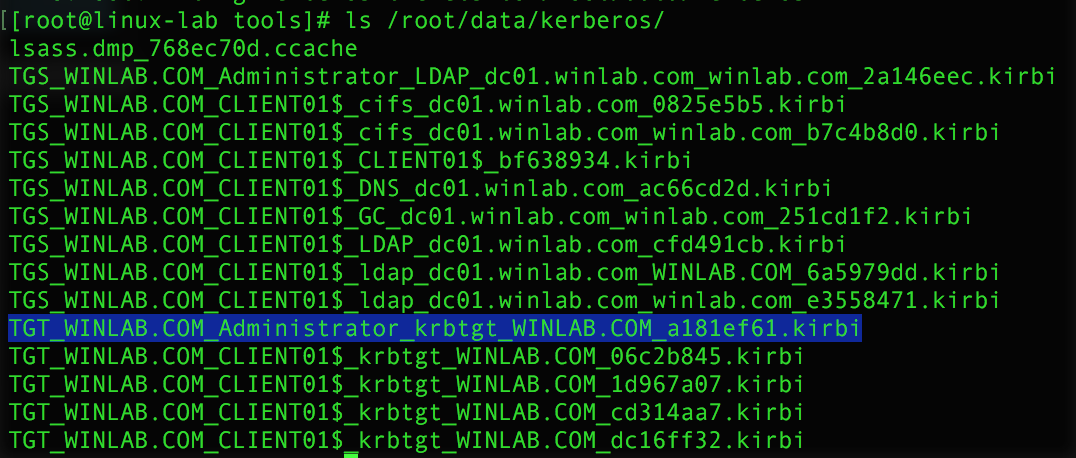 [[root@linux-lab tools]# ls /root/data/kerberos/
lsass.dmp_768ec70d.ccache
TGS_WINLAB.COM_Administrator_LDAP_dc01.winlab.com_winlab.com_2a146eec.kirbi
TGS_WINLAB.COM_CLIENT01$_cifs_dc01.winlab.com_0825e5b5.kirbi
TGS_WINLAB.COM_CLIENT01$_cifs_dc01.winlab.com_winlab.com_b7c4b8d0.kirbi
TGS_WINLAB.COM_CLIENT01$_CLIENT01$_bf638934.kirbi
TGS_WINLAB.COM_CLIENT01$_DNS_dc01.winlab.com_ac66cd2d.kirbi
TGS_WINLAB.COM_CLIENT01$_GC_dc01.winlab.com_winlab.com_251cd1f2.kirbi
TGS_WINLAB.COM_CLIENT01$_LDAP_dc01.winlab.com_cfd491cb.kirbi
TGS_WINLAB.COM_CLIENT01$_ldap_dc01.winlab.com_WINLAB.COM_6a5979dd.kirbi
TGS_WINLAB.COM_CLIENT01$_ldap_dc01.winlab.com_winlab.com_e3558471.kirbi
TGT_WINLAB.COM_Administrator_krbtgt_WINLAB.COM_a181ef61.kirbi
TGT_WINLAB.COM_CLIENT01$_krbtgt_WINLAB.COM_06c2b845.kirbi
TGT_WINLAB.COM_CLIENT01$_krbtgt_WINLAB.COM_1d967a07.kirbi
TGT_WINLAB.COM_CLIENT01$_krbtgt_WINLAB.COM_cd314aa7.kirbi
TGT_WINLAB.COM_CLIENT01$_krbtgt_WINLAB.COM_dc16ff32.kirbi